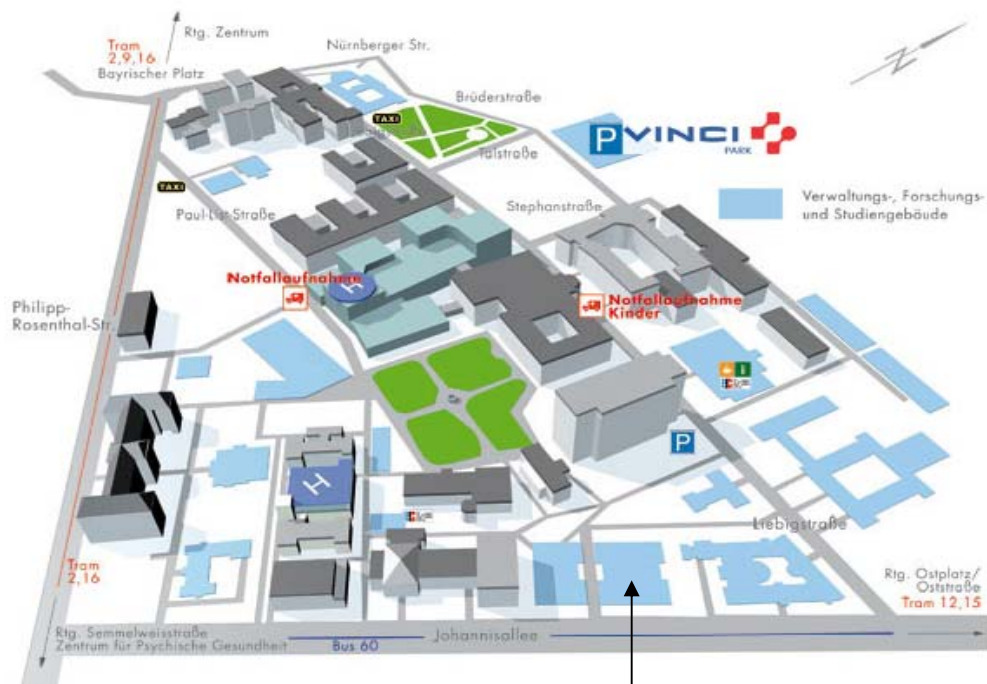 Rtg. Zentrum
Tram
2,9,16
Bayrischer Platz
Nürnberger Str.
Brüderstraße
TAXI
P VINCI
PARK
Talstraße
TAXI
Verwaltungs-, Forschungs-
und Studiengebäude
Paul-List-Straße
Stephanstraße
Notfallaufnahme
H
Notfallaufnahme
Kinder
Philipp-
Rosenthal-Str.
P
H
Liebigstraße
Tram
2,16
Rtg. Ostplatz/
Oststraße
Tram 12,15
Rtg. Semmelweisstraße
Zentrum für Psychische Gesundheit
Bus 60
Johannisallee